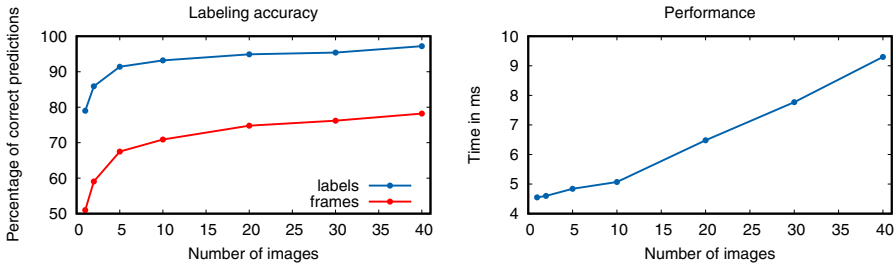 Labeling accuracy
Percentage of correct predictions
100
90
80
70
60
50
labels
frames
0 5 10 15 20 25 30 35 40
Number of images
Performance
Time in ms
10
9
8
7
6
5
4
0 5 10 15 20 25 30 35 40
Number of images